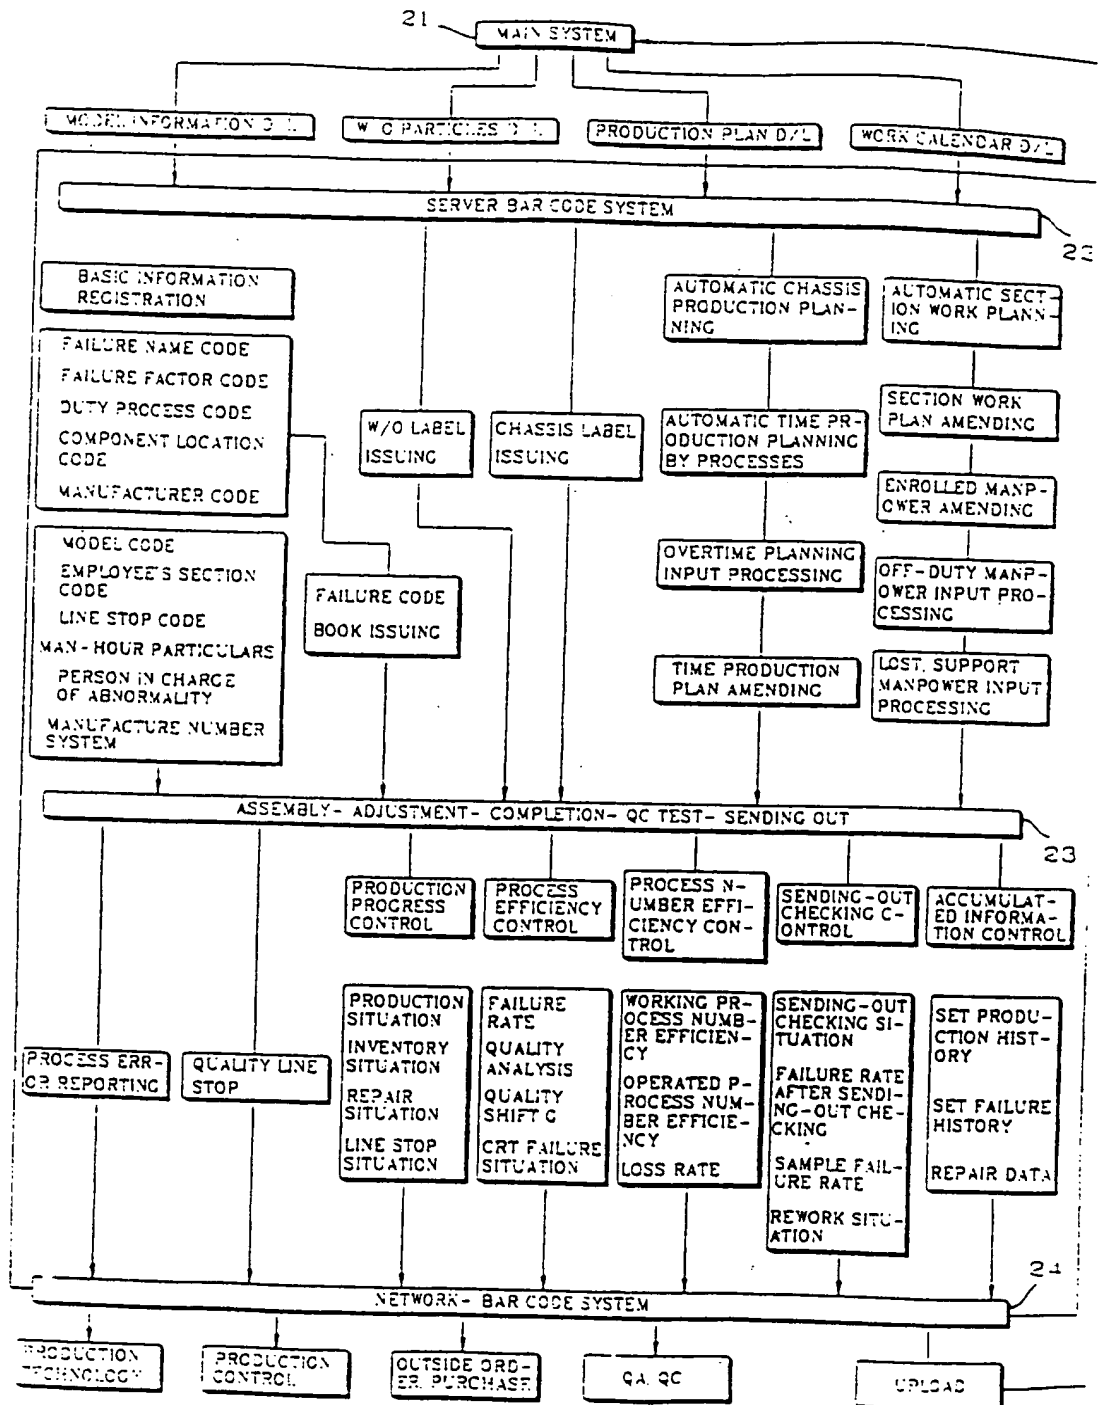 21
MAIN SYSTEM
MODEL INFORMATION D/L
W/O PARTICLES D/L
PRODUCTION PLAN D/L
WORK CALENDAR D/L
SERVER BAR CODE SYSTEM
22
BASIC INFORMATION
REGISTRATION
FAILURE NAME CODE
FAILURE FACTOR CODE
DUTY PROCESS CODE
COMPONENT LOCATION
CODE
MANUFACTURER CODE
MODEL CODE
EMPLOYEE'S SECTION
CODE
LINE STOP CODE
MAN-HOUR PARTICULARS
PERSON IN CHARGE
OF ABNORMALITY
MANUFACTURE NUMBER
SYSTEM
FAILURE CODE
BOOK ISSUING
W/O LABEL
ISSUING
CHASSIS LABEL
ISSUING
AUTOMATIC CHASSIS
PRODUCTION PLAN-
NING
AUTOMATIC TIME PR-
ODUCTION PLANNING
BY PROCESSES
OVERTIME PLANNING
INPUT PROCESSING
TIME PRODUCTION
PLAN AMENDING
AUTOMATIC SECT-
ION WORK PLANN-
ING
SECTION WORK
PLAN AMENDING
ENROLLED MANP-
OWER AMENDING
OFF-DUTY MANP-
OWER INPUT PRO-
CESSING
LOST, SUPPORT
MANPOWER INPUT
PROCESSING
ASSEMBLY- ADJUSTMENT- COMPLETION- QC TEST- SENDING OUT
23
PRODUCTION
PROGRESS
CONTROL
PROCESS
EFFICIENCY
CONTROL
PROCESS N-
UMBER EFFI-
CIENCY CON-
TROL
SENDING-OUT
CHECKING C-
ONTROL
ACCUMULAT-
ED INFORMA-
TION CONTROL
PROCESS ERR-
OR REPORTING
QUALITY LINE
STOP
PRODUCTION
SITUATION
INVENTORY
SITUATION
REPAIR
SITUATION
LINE STOP
SITUATION
FAILURE
RATE
QUALITY
ANALYSIS
QUALITY
SHIFT G
CRT FAILURE
SITUATION
WORKING PR-
OCESS NUMB-
ER EFFICIEN-
CY
OPERATED P-
ROCESS NUM-
BER EFFICIE-
NCY
LOSS RATE
SENDING-OUT
CHECKING SI-
TUATION
FAILURE RATE
AFTER SENDI-
NG-OUT CHE-
CKING
SAMPLE FAIL-
URE RATE
REWORK SITU-
ATION
SET PRODU-
CTION HIST-
ORY
SET FAILURE
HISTORY
REPAIR DATA
24
NETWORK- BAR CODE SYSTEM
PRODUCTION
TECHNOLOGY
PRODUCTION
CONTROL
OUTSIDE ORD-
ER, PURCHASE
QA, QC
UPLOAD